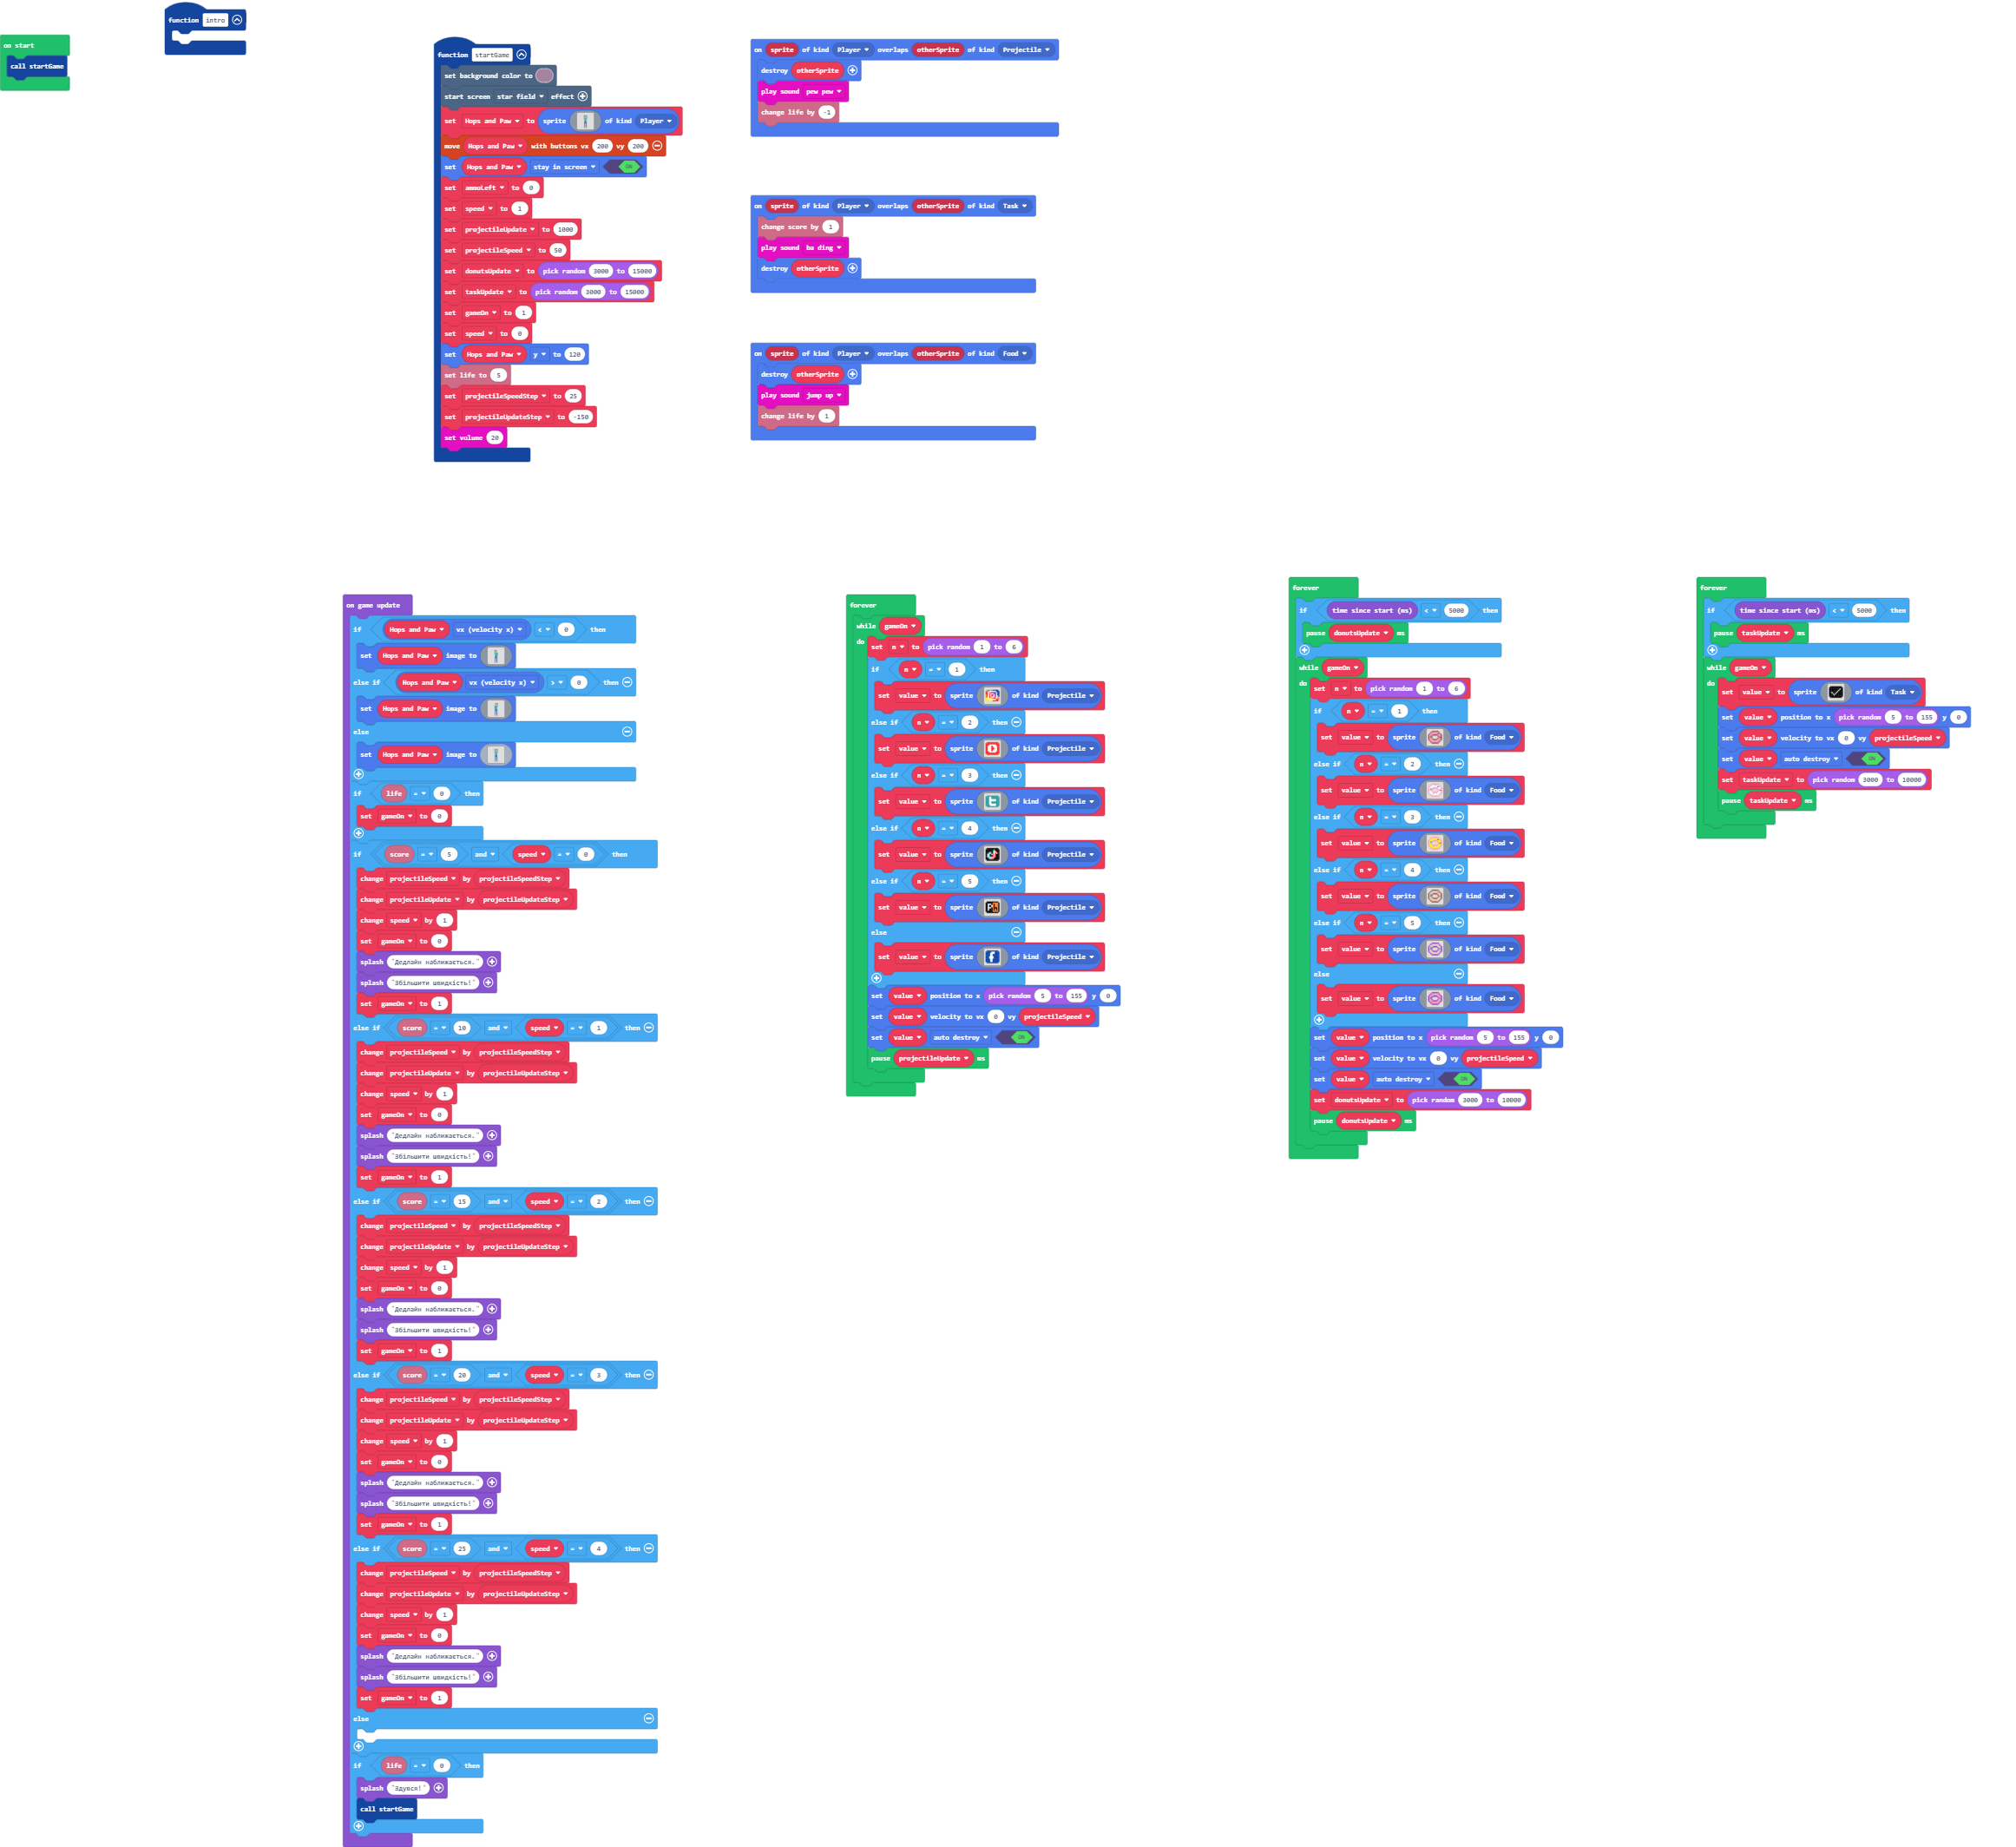 function intro
on start
call startGame
function startGame
set background color to
start screen star field effect
set Hops and Paw to sprite of kind Player
move Hops and Paw with buttons vx 200 vy 200
set Hops and Paw stay in screen ON
set ammoLeft to 0
set speed to 1
set projectileUpdate to 1000
set projectileSpeed to 50
set donutsUpdate to pick random 3000 to 15000
set taskUpdate to pick random 3000 to 15000
set gameOn to 1
set speed to 0
set Hops and Paw y to 120
set life to 5
set projectileSpeedStep to 25
set projectileUpdateStep to -150
set volume 20
on sprite of kind Player overlaps otherSprite of kind Projectile
destroy otherSprite
play sound pew pew
change life by -1
on sprite of kind Player overlaps otherSprite of kind Task
change score by 1
play sound ba ding
destroy otherSprite
on sprite of kind Player overlaps otherSprite of kind Food
destroy otherSprite
play sound jump up
change life by 1
on game update
if Hops and Paw vx (velocity x) < 0 then
set Hops and Paw image to
else if Hops and Paw vx (velocity x) > 0 then
set Hops and Paw image to
else
set Hops and Paw image to
if life = 0 then
set gameOn to 0
if score = 5 and speed = 0 then
change projectileSpeed by projectileSpeedStep
change projectileUpdate by projectileUpdateStep
change speed by 1
set gameOn to 0
splash "Дедлайн наближається."
splash "Збільшити швидкість!"
set gameOn to 1
else if score = 10 and speed = 1 then
change projectileSpeed by projectileSpeedStep
change projectileUpdate by projectileUpdateStep
change speed by 1
set gameOn to 0
splash "Дедлайн наближається."
splash "Збільшити швидкість!"
set gameOn to 1
else if score = 15 and speed = 2 then
change projectileSpeed by projectileSpeedStep
change projectileUpdate by projectileUpdateStep
change speed by 1
set gameOn to 0
splash "Дедлайн наближається."
splash "Збільшити швидкість!"
set gameOn to 1
else if score = 20 and speed = 3 then
change projectileSpeed by projectileSpeedStep
change projectileUpdate by projectileUpdateStep
change speed by 1
set gameOn to 0
splash "Дедлайн наближається."
splash "Збільшити швидкість!"
set gameOn to 1
else if score = 25 and speed = 4 then
change projectileSpeed by projectileSpeedStep
change projectileUpdate by projectileUpdateStep
change speed by 1
set gameOn to 0
splash "Дедлайн наближається."
splash "Збільшити швидкість!"
set gameOn to 1
else
if life = 0 then
splash "Здувся!"
call startGame
forever
while gameOn
do set n to pick random 1 to 6
if n = 1 then
set value to sprite of kind Projectile
else if n = 2 then
set value to sprite of kind Projectile
else if n = 3 then
set value to sprite of kind Projectile
else if n = 4 then
set value to sprite of kind Projectile
else if n = 5 then
set value to sprite of kind Projectile
else
set value to sprite of kind Projectile
set value position to x pick random 5 to 155 y 0
set value velocity to vx 0 vy projectileSpeed
set value auto destroy ON
pause projectileUpdate ms
forever
if time since start (ms) < 5000 then
pause donutsUpdate ms
while gameOn
do set n to pick random 1 to 6
if n = 1 then
set value to sprite of kind Food
else if n = 2 then
set value to sprite of kind Food
else if n = 3 then
set value to sprite of kind Food
else if n = 4 then
set value to sprite of kind Food
else if n = 5 then
set value to sprite of kind Food
else
set value to sprite of kind Food
set value position to x pick random 5 to 155 y 0
set value velocity to vx 0 vy projectileSpeed
set value auto destroy ON
set donutsUpdate to pick random 3000 to 10000
pause donutsUpdate ms
forever
if time since start (ms) < 5000 then
pause taskUpdate ms
while gameOn
do set value to sprite of kind Task
set value position to x pick random 5 to 155 y 0
set value velocity to vx 0 vy projectileSpeed
set value auto destroy ON
set taskUpdate to pick random 3000 to 10000
pause taskUpdate ms